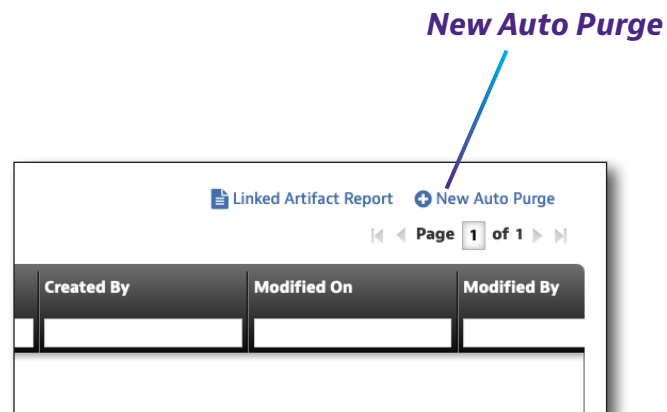 New Auto Purge
Linked Artifact Report New Auto Purge
Page 1 of 1
Created By Modified On Modified By